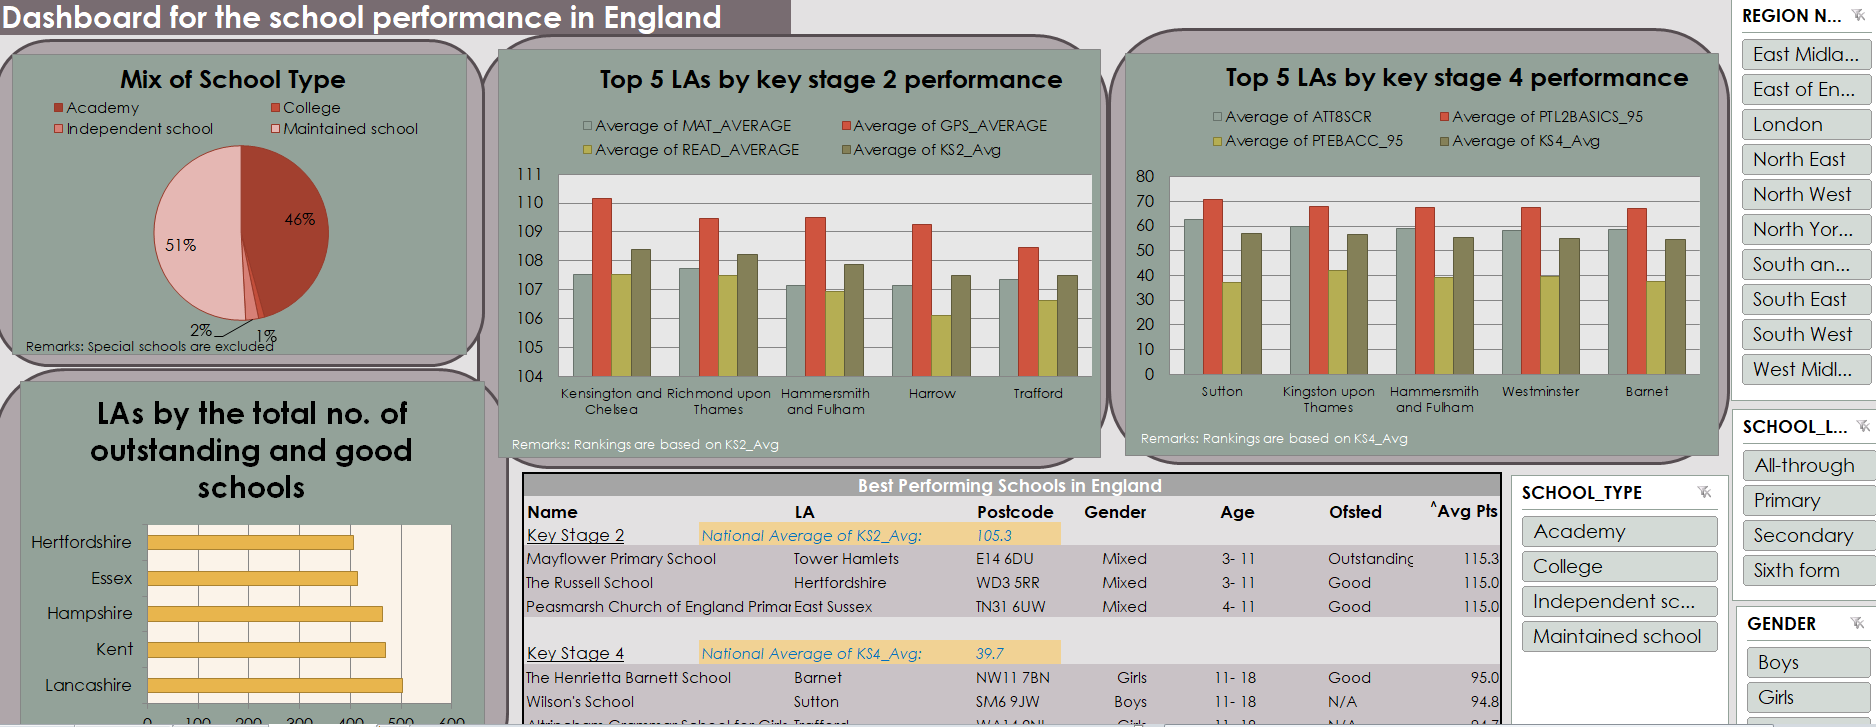 Dashboard for the school performance in England
Mix of School Type
Academy College
Independent school Maintained school
46%
51%
2%
1%
Remarks: Special schools are excluded
Top 5 LAs by key stage 2 performance
Average of MAT_AVERAGE Average of GPS_AVERAGE
Average of READ_AVERAGE Average of KS2_Avg
111
110
109
108
107
106
105
104
Kensington and Chelsea Richmond upon Thames Hammersmith and Fulham Harrow Trafford
Remarks: Rankings are based on KS2_Avg
Top 5 LAs by key stage 4 performance
Average of ATT8SCR Average of PTL2BASICS_95
Average of PTEBACC_95 Average of KS4_Avg
80
70
60
50
40
30
20
10
0
Sutton Kingston upon Thames Hammersmith and Fulham Westminster Barnet
Remarks: Rankings are based on KS4_Avg
LAs by the total no. of
outstanding and good
schools
Hertfordshire
Essex
Hampshire
Kent
Lancashire
0 100 200 300 400 500 600
Best Performing Schools in England
Name LA Postcode Gender Age Ofsted ^Avg Pts
Key Stage 2 National Average of KS2_Avg: 105.3
Mayflower Primary School Tower Hamlets E14 6DU Mixed 3- 11 Outstanding 115.3
The Russell School Hertfordshire WD3 5RR Mixed 3- 11 Good 115.0
Peasmarsh Church of England Primar East Sussex TN31 6UW Mixed 4- 11 Good 115.0
Key Stage 4 National Average of KS4_Avg: 39.7
The Henrietta Barnett School Barnet NW11 7BN Girls 11- 18 Good 95.0
Wilson's School Sutton SM6 9JW Boys 11- 18 N/A 94.8
Altrincham Grammar School for Girls Trafford Girls 11- 18 N/A 94.7
SCHOOL_TYPE
Academy
College
Independent sc...
Maintained school
REGION N...
East Midla...
East of En...
London
North East
North West
North Yor...
South an...
South East
South West
West Midl...
SCHOOL_L...
All-through
Primary
Secondary
Sixth form
GENDER
Boys
Girls